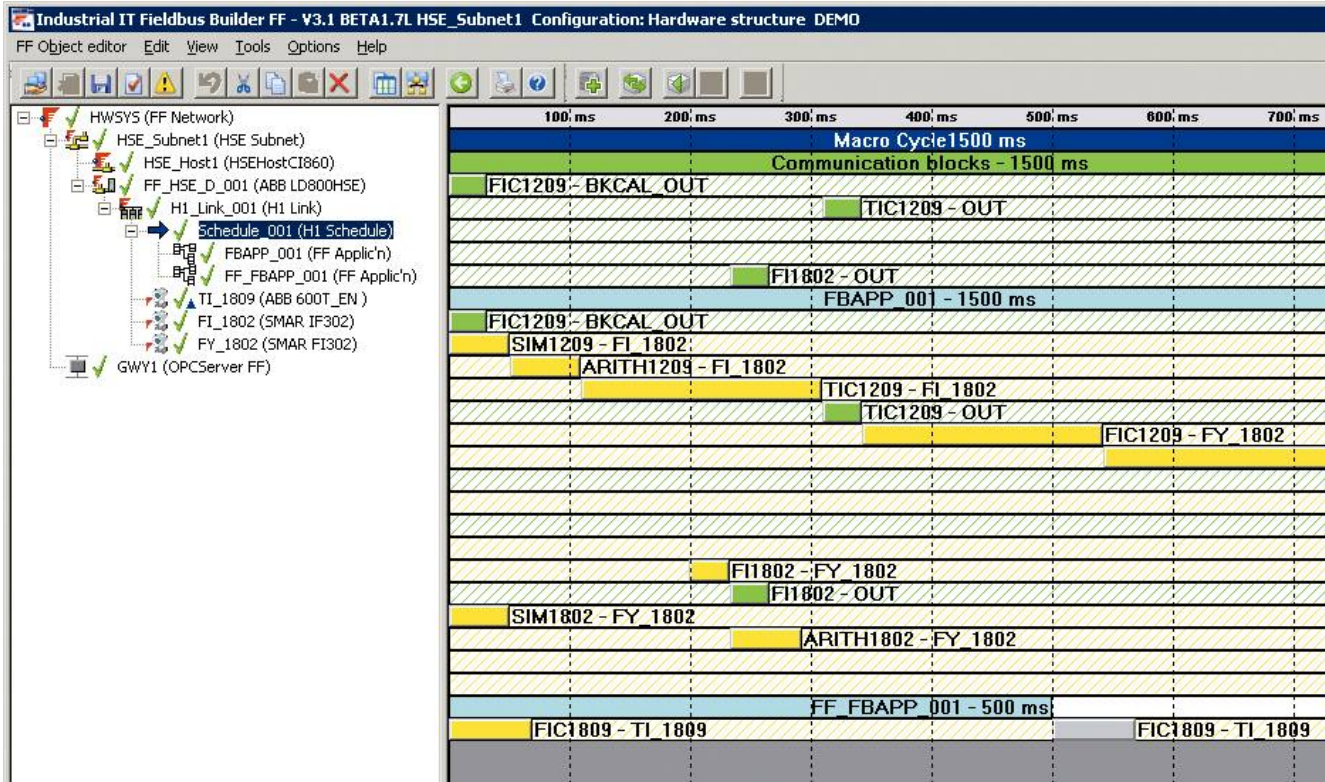 Industrial IT Fieldbus Builder FF - V3.1 BETA1.7L HSE_Subnet1 Configuration: Hardware structure DEMO
FF Object editor Edit View Tools Options Help
HWSYS (FF Network)
HSE_Subnet1 (HSE Subnet)
HSE_Host1 (HSEHostCI860)
FF_HSE_D_001 (ABB LD800HSE)
H1_Link_001 (H1 Link)
Schedule_001 (H1 Schedule)
FBAPP_001 (FF Applic'n)
FF_FBAPP_001 (FF Applic'n)
TI_1809 (ABB 600T_EN )
FI_1802 (SMAR IF302)
FY_1802 (SMAR FI302)
GWY1 (OPCServer FF)
100 ms 200 ms 300 ms 400 ms 500 ms 600 ms 700 ms
Macro Cycle1500 ms
Communication blocks - 1500 ms
FIC1209 - BKCAL_OUT
TIC1209 - OUT
FI1802 - OUT
FBAPP_001 - 1500 ms
FIC1209 - BKCAL_OUT
SIM1209 - FI_1802
ARITH1209 - FI_1802
TIC1209 - FI_1802
TIC1209 - OUT
FIC1209 - FY_1802
FI1802 - FY_1802
FI1802 - OUT
SIM1802 - FY_1802
ARITH1802 - FY_1802
FF_FBAPP_001 - 500 ms
FIC1809 - TI_1809 FIC1809 - TI_1809